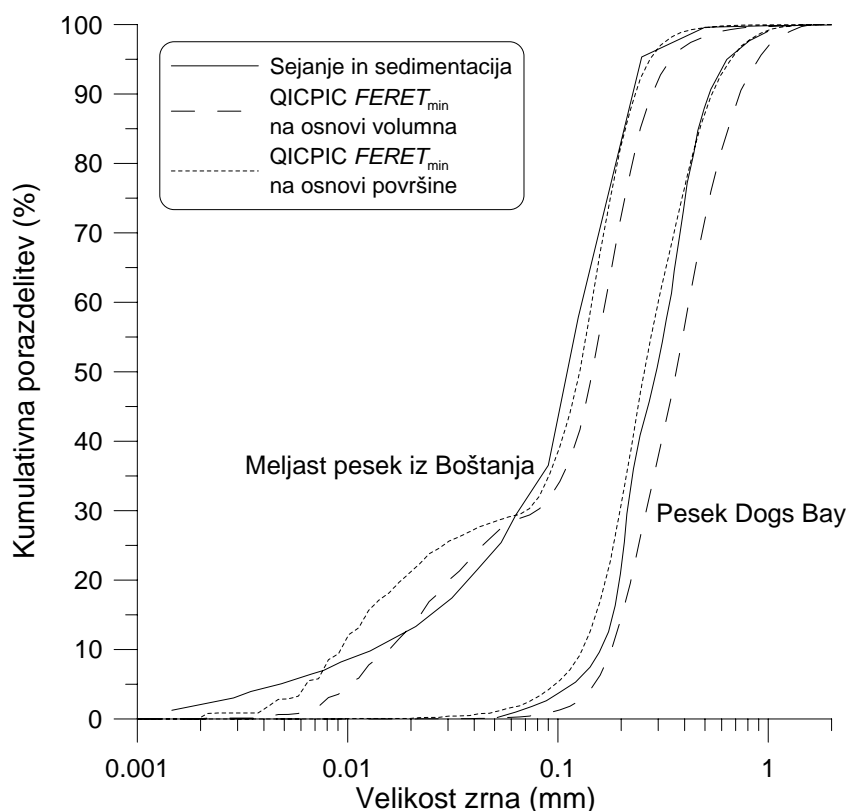 100
90
80
70
60
50
40
30
20
10
0
Kumulativna porazdelitev (%)
Sejanje in sedimentacija
QICPIC FERETmin
na osnovi volumna
QICPIC FERETmin
na osnovi površine
Meljast pesek iz Boštanja
Pesek Dogs Bay
0.001
0.01
0.1
1
Velikost zrna (mm)